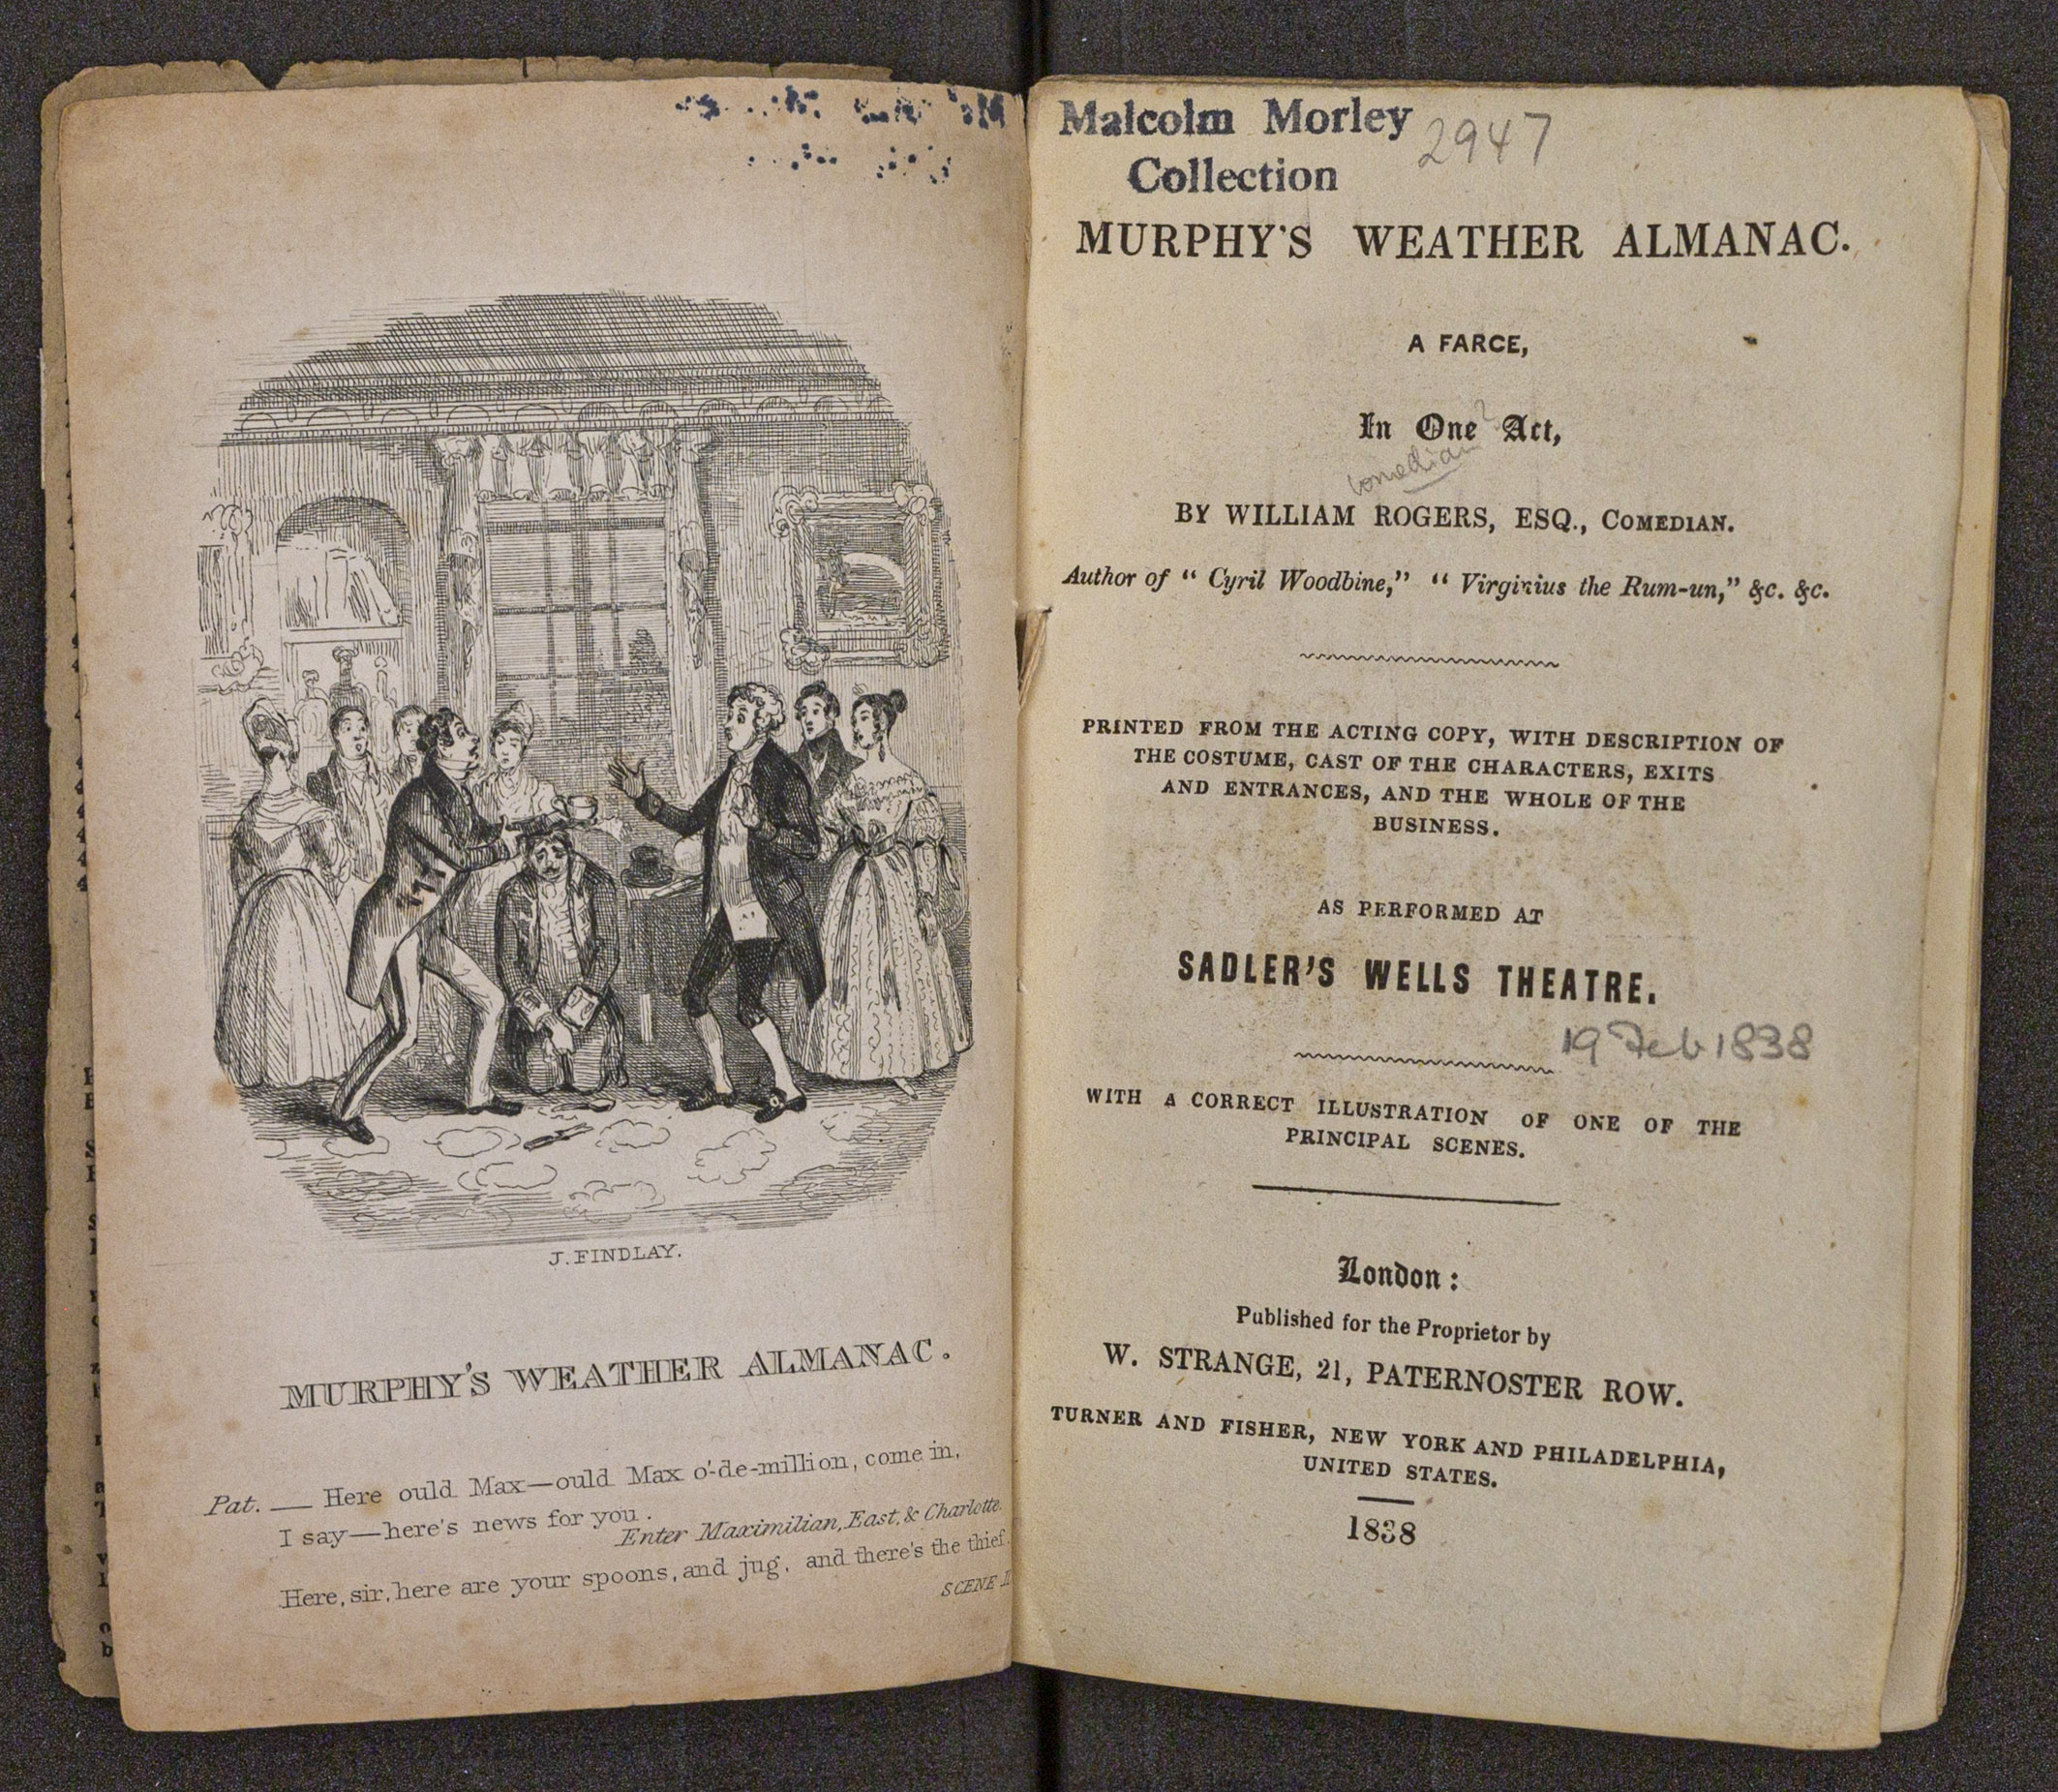 J. FINDLAY.
MURPHY'S WEATHER ALMANAC.
Pat. — Here ould Max—ould Max o'-de-million, come in,
I say—here's news for you.
Enter Maximilian, East, & Charlotte.
Here, sir, here are your spoons, and jug, and there's the thief.
SCENE
Malcolm Morley
Collection
2947
MURPHY'S WEATHER ALMANAC.
A FARCE,
In One Act,
comedian?
BY WILLIAM ROGERS, ESQ., COMEDIAN.
Author of "Cyril Woodbine," "Virginius the Rum-un," &c. &c.
PRINTED FROM THE ACTING COPY, WITH DESCRIPTION OF
THE COSTUME, CAST OF THE CHARACTERS, EXITS
AND ENTRANCES, AND THE WHOLE OF THE
BUSINESS.
AS PERFORMED AT
SADLER'S WELLS THEATRE.
19 Feb 1838
WITH A CORRECT ILLUSTRATION OF ONE OF THE
PRINCIPAL SCENES.
London:
Published for the Proprietor by
W. STRANGE, 21, PATERNOSTER ROW.
TURNER AND FISHER, NEW YORK AND PHILADELPHIA,
UNITED STATES.
1838